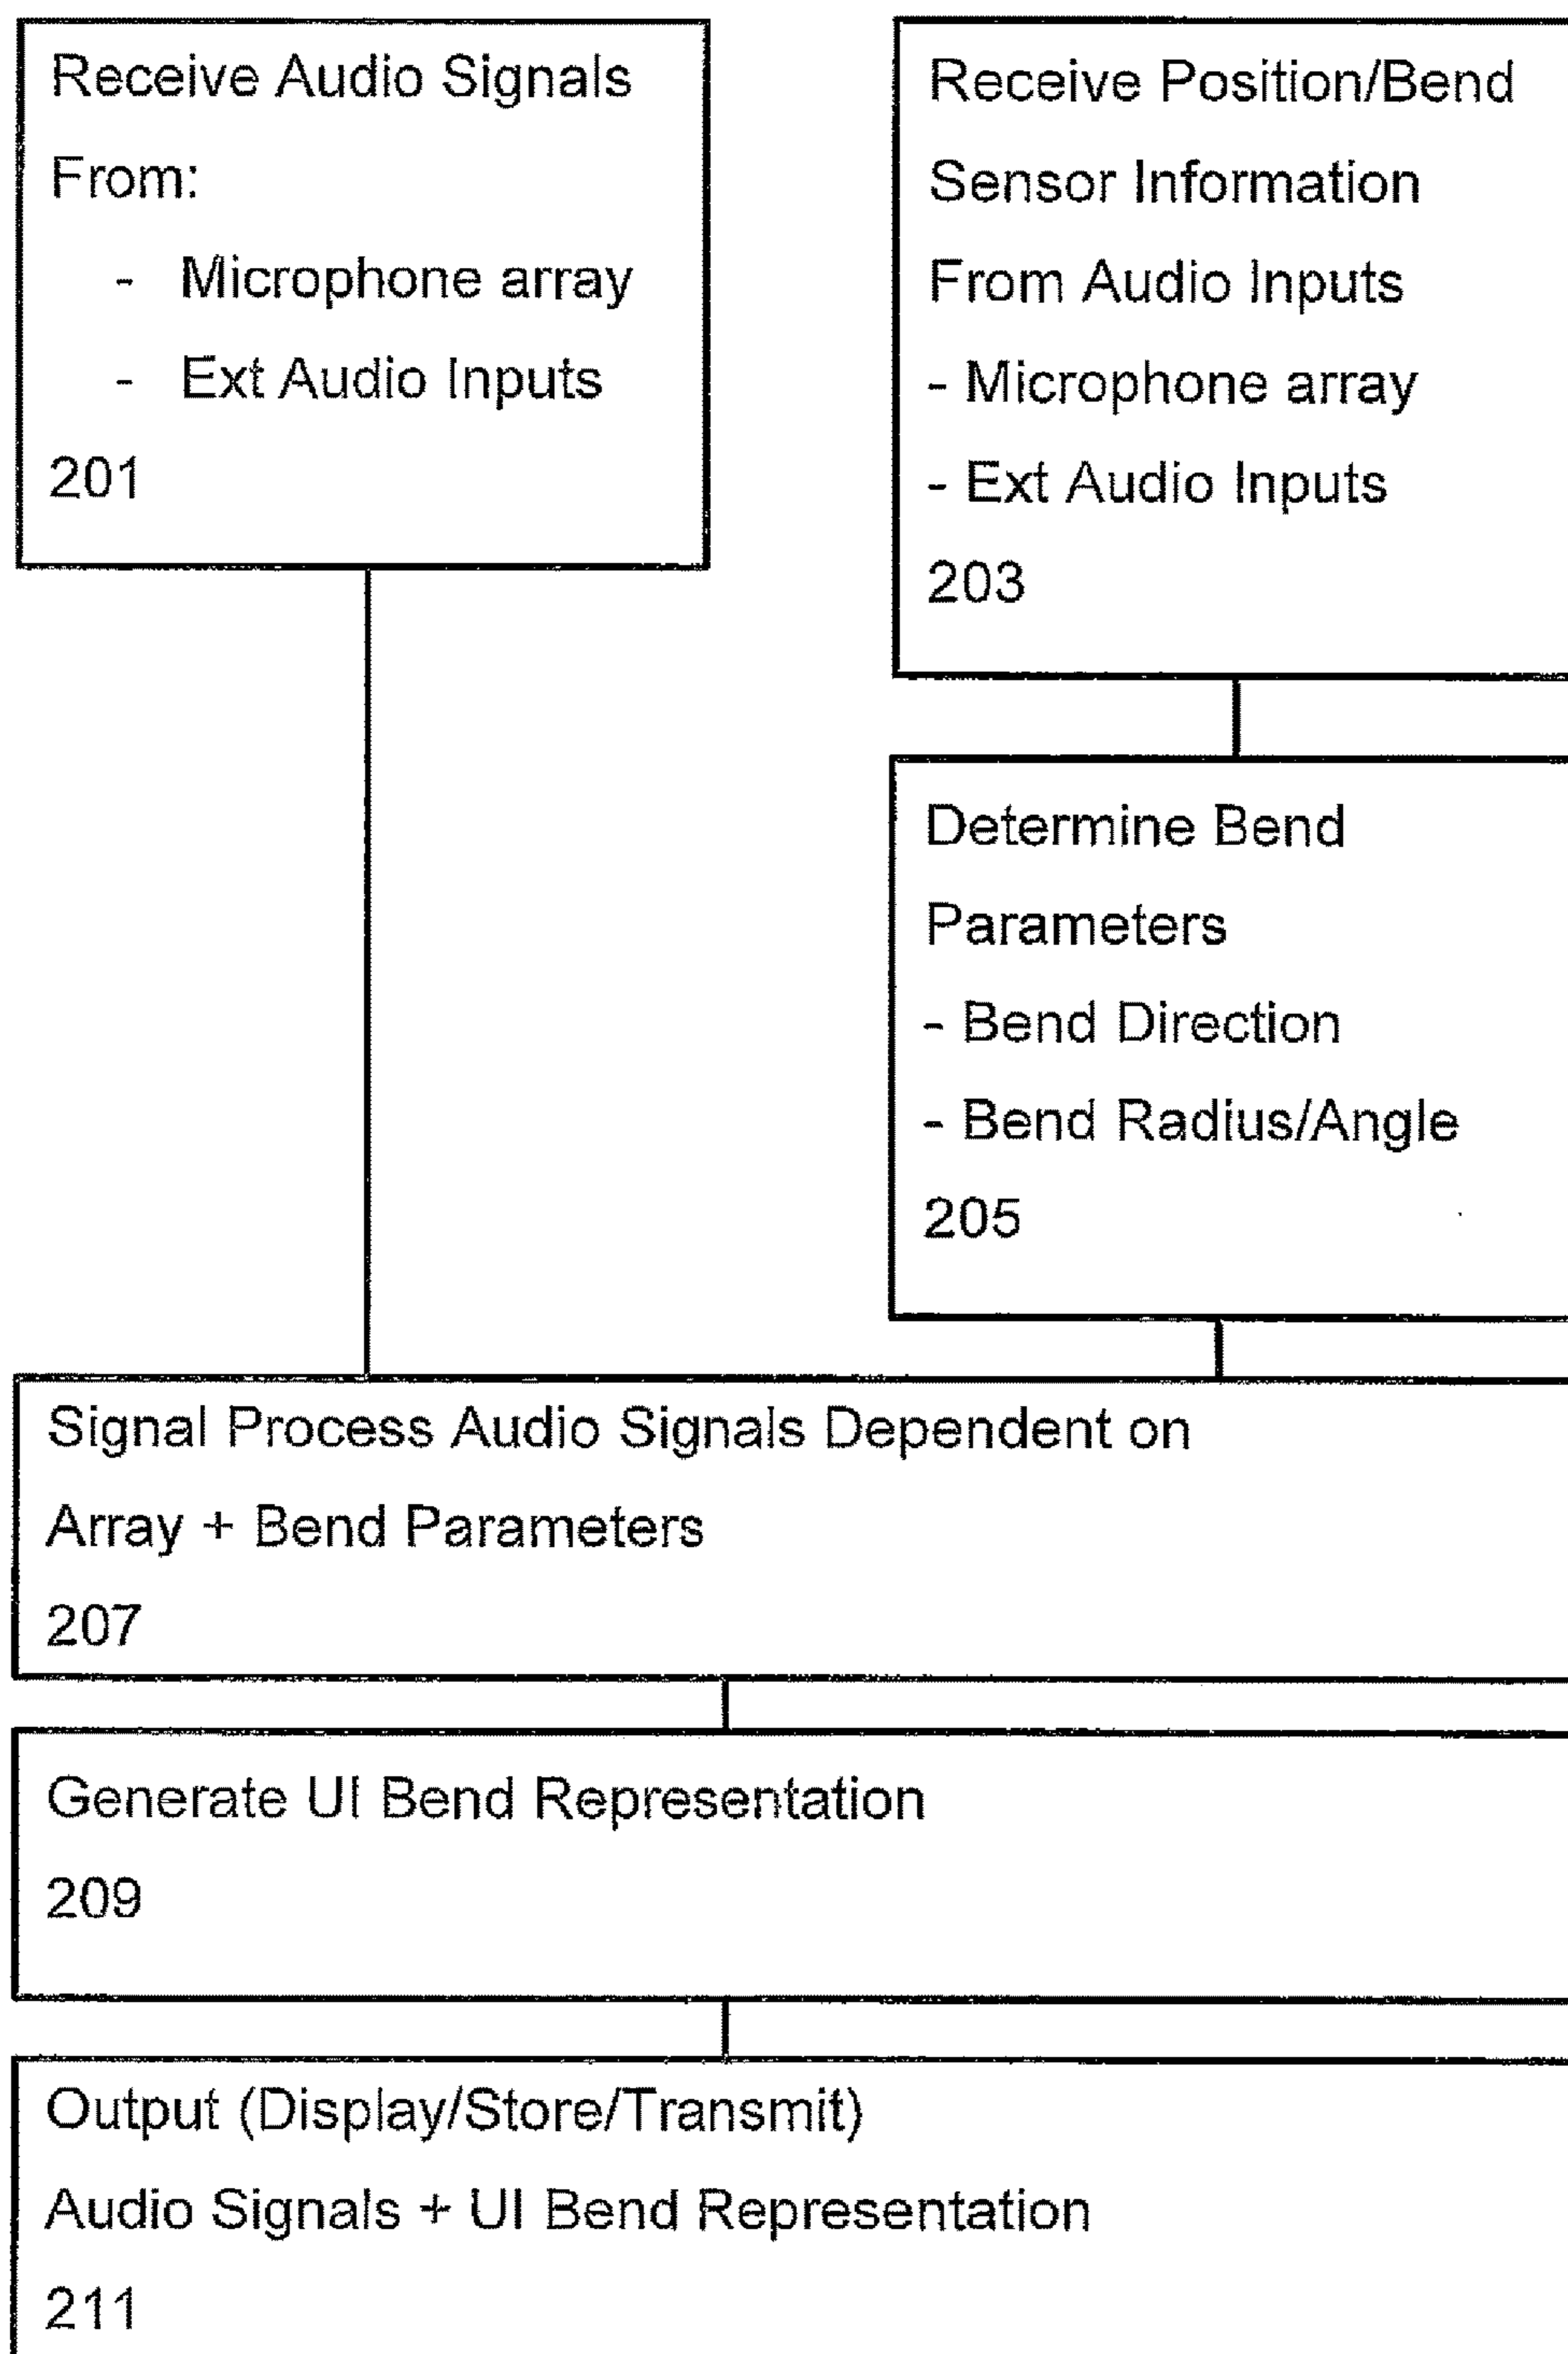 Receive Audio Signals
From:
- Microphone array
- Ext Audio Inputs
201
Receive Position/Bend
Sensor Information
From Audio Inputs
- Microphone array
- Ext Audio Inputs
203
Determine Bend
Parameters
- Bend Direction
- Bend Radius/Angle
205
Signal Process Audio Signals Dependent on
Array + Bend Parameters
207
Generate UI Bend Representation
209
Output (Display/Store/Transmit)
Audio Signals + UI Bend Representation
211